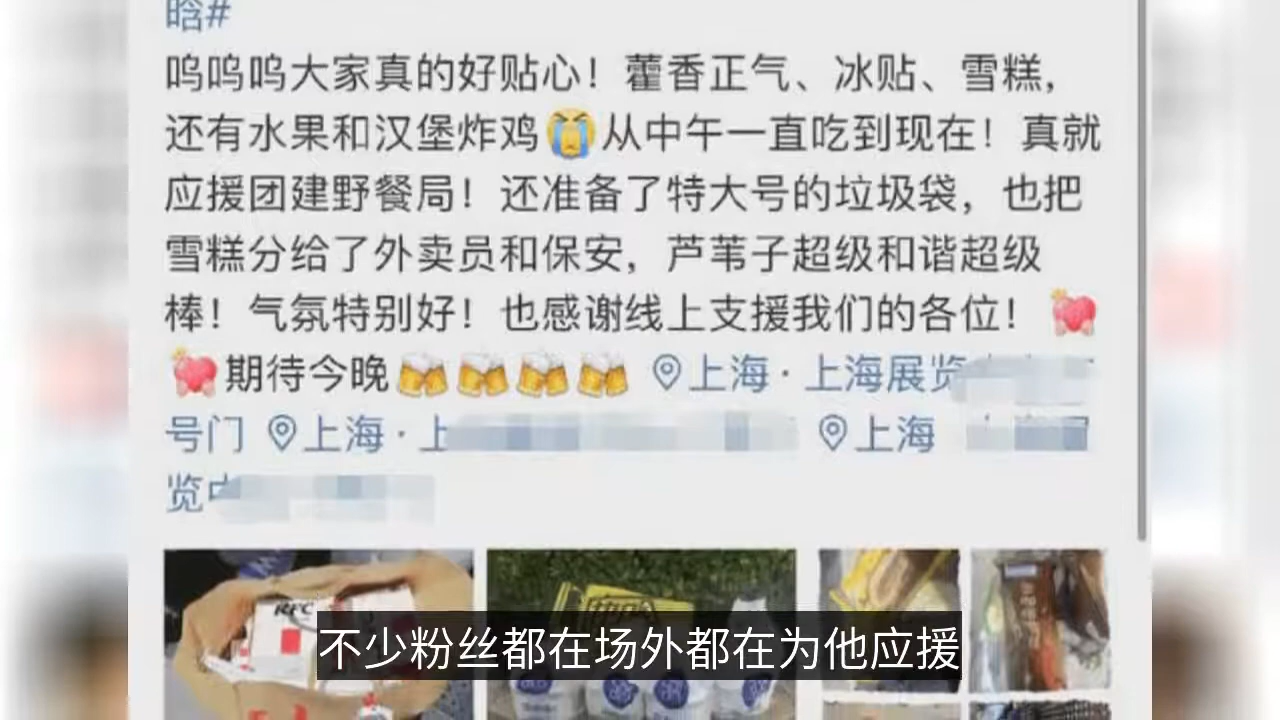 晗#
呜呜呜大家真的好贴心！藿香正气、冰贴、雪糕，
还有水果和汉堡炸鸡😭从中午一直吃到现在！真就
应援团建野餐局！还准备了特大号的垃圾袋，也把
雪糕分给了外卖员和保安，芦苇子超级和谐超级
棒！气氛特别好！也感谢线上支援我们的各位！💘
💘期待今晚🍻🍻🍻🍻 上海·上海展览
号门 上海·上 上海
览
KFC
不少粉丝都在场外都在为他应援